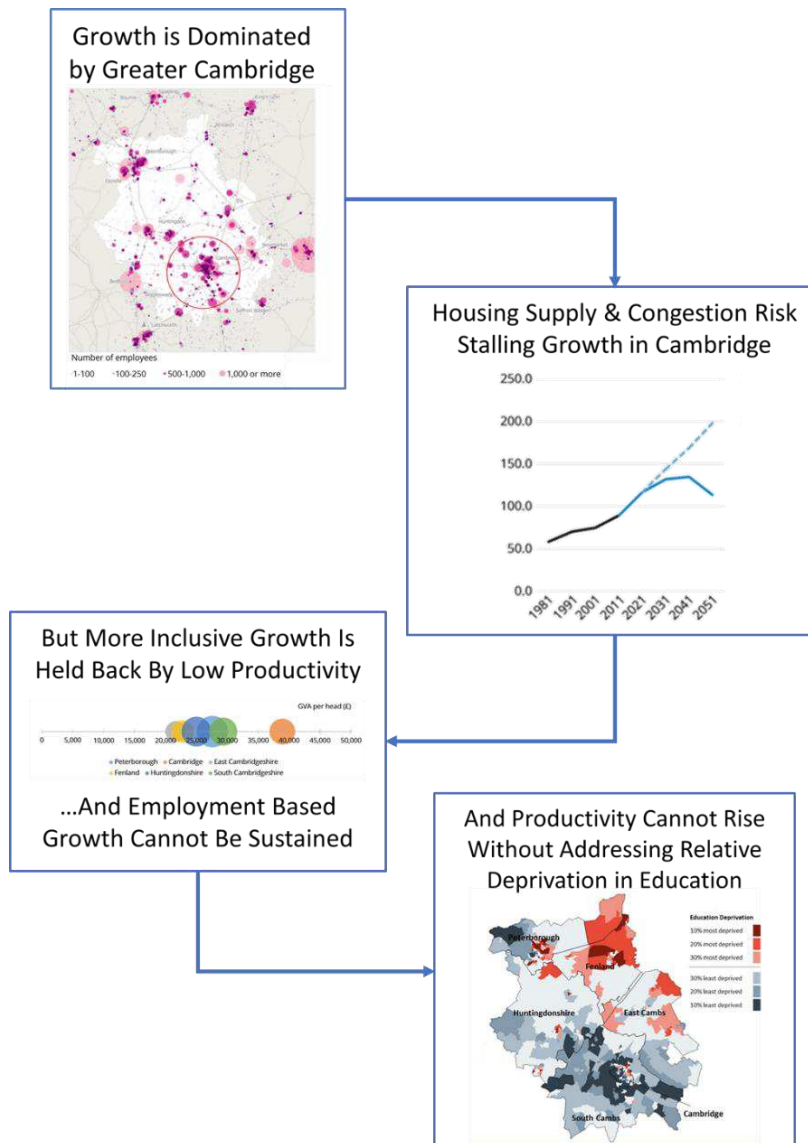 Growth is Dominated
by Greater Cambridge
Peterborough
Huntingdon
Ely
Cambridge
Letchworth
Saffron Walden
Number of employees
1-100 100-250 500-1,000 1,000 or more
Housing Supply & Congestion Risk
Stalling Growth in Cambridge
250.0
200.0
150.0
100.0
50.0
0.0
1981 1991 2001 2011 2021 2031 2041 2051
But More Inclusive Growth Is
Held Back By Low Productivity
GVA per head (£)
0 5,000 10,000 15,000 20,000 25,000 30,000 35,000 40,000 45,000 50,000
Peterborough Cambridge East Cambridgeshire
Fenland Huntingdonshire South Cambridgeshire
...And Employment Based
Growth Cannot Be Sustained
And Productivity Cannot Rise
Without Addressing Relative
Deprivation in Education
Education Deprivation
10% most deprived
20% most deprived
30% most deprived
30% least deprived
20% least deprived
10% least deprived
Peterborough
Fenland
Huntingdonshire
East Cambs
South Cambs
Cambridge